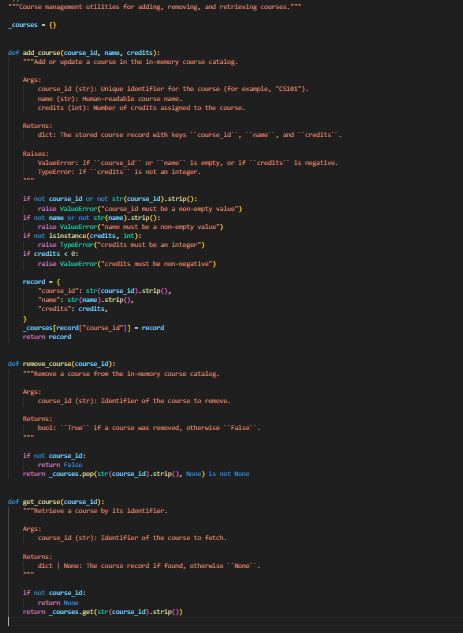 """Course management utilities for adding, removing, and retrieving courses."""
_courses = {}
def add_course(course_id, name, credits):
"""Add or update a course in the in-memory course catalog.
Args:
course_id (str): Unique identifier for the course (for example, "CS101").
name (str): Human-readable course name.
credits (int): Number of credits assigned to the course.
Returns:
dict: The stored course record with keys ``course_id``, ``name``, and ``credits``.
Raises:
ValueError: If ``course_id`` or ``name`` is empty, or if ``credits`` is negative.
TypeError: If ``credits`` is not an integer.
"""
if not course_id or not str(course_id).strip():
raise ValueError("course_id must be a non-empty value")
if not name or not str(name).strip():
raise ValueError("name must be a non-empty value")
if not isinstance(credits, int):
raise TypeError("credits must be an integer")
if credits < 0:
raise ValueError("credits must be non-negative")
record = {
"course_id": str(course_id).strip(),
"name": str(name).strip(),
"credits": credits,
}
_courses[record["course_id"]] = record
return record
def remove_course(course_id):
"""Remove a course from the in-memory course catalog.
Args:
course_id (str): Identifier of the course to remove.
Returns:
bool: ``True`` if a course was removed, otherwise ``False``.
"""
if not course_id:
return False
return _courses.pop(str(course_id).strip(), None) is not None
def get_course(course_id):
"""Retrieve a course by its identifier.
Args:
course_id (str): Identifier of the course to fetch.
Returns:
dict | None: The course record if found, otherwise ``None``.
"""
if not course_id:
return None
return _courses.get(str(course_id).strip())